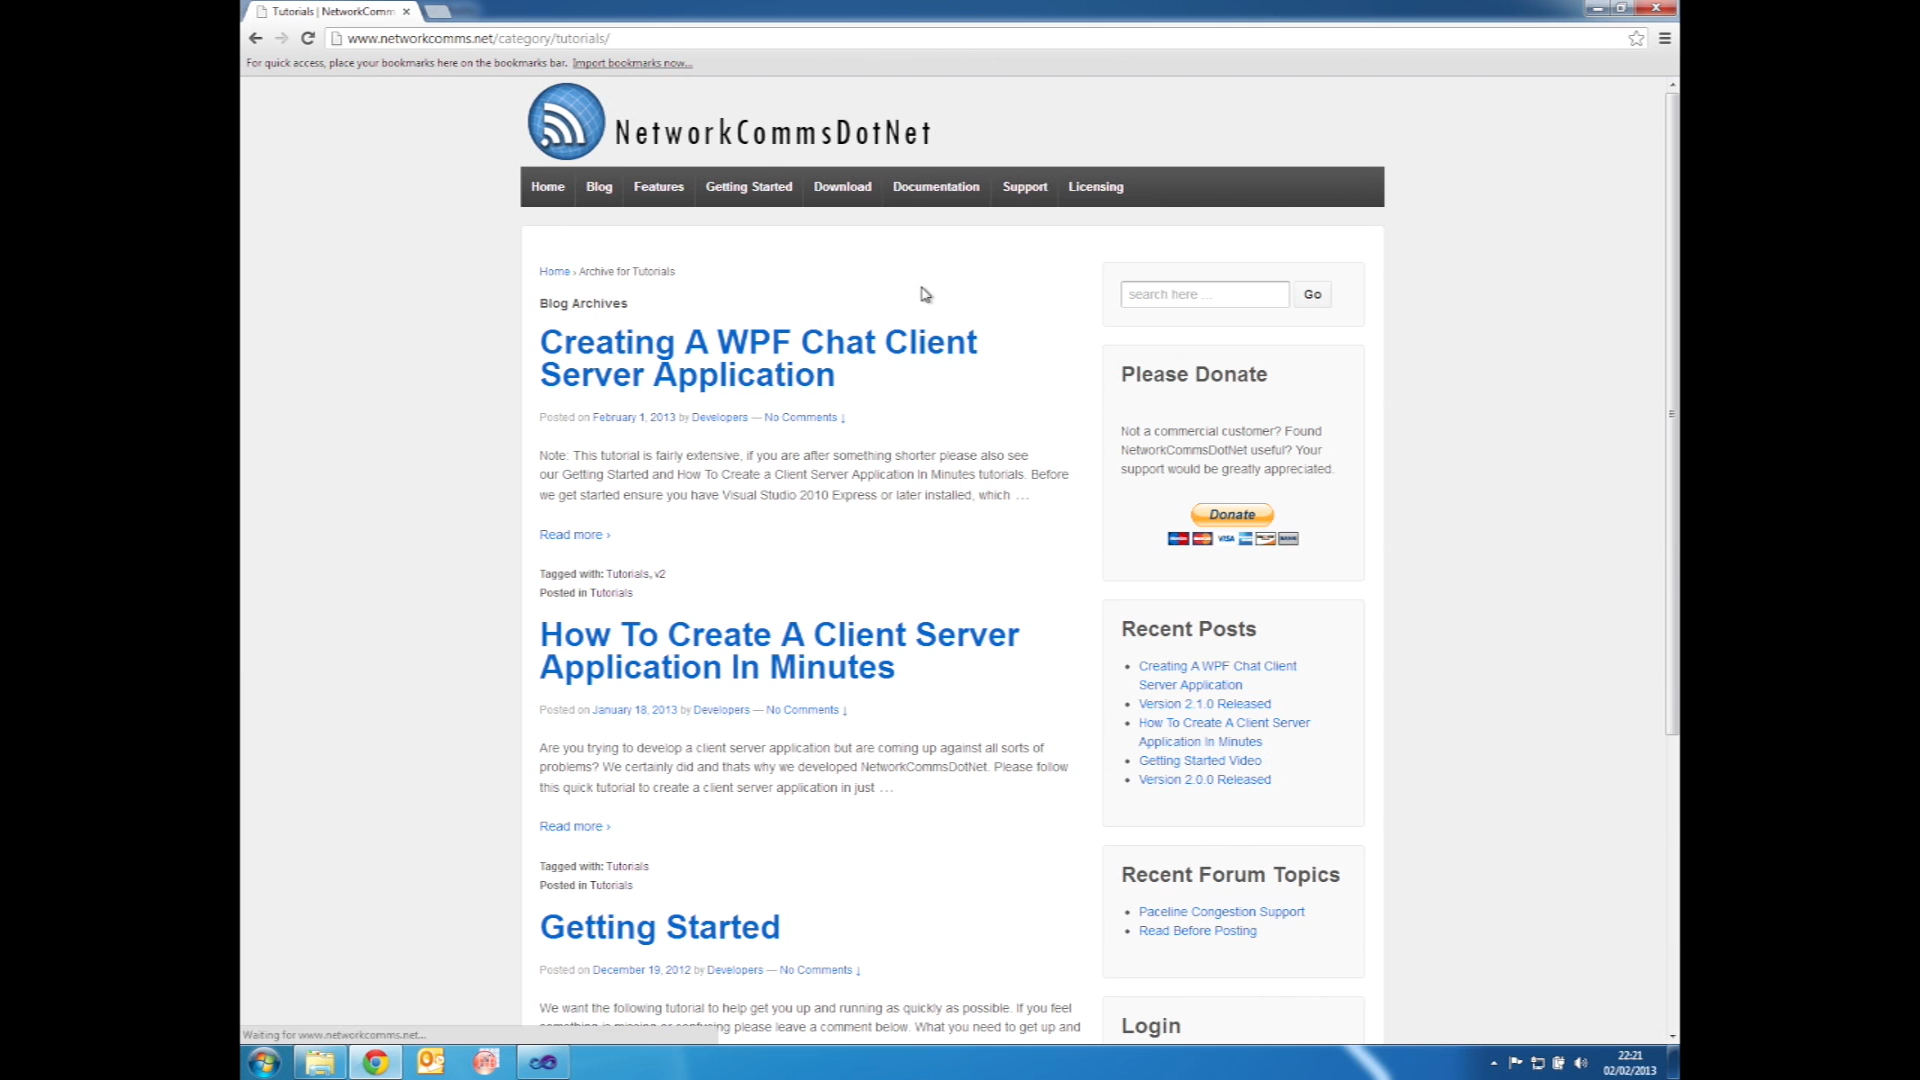 Tutorials | NetworkComm
www.networkcomms.net/category/tutorials/
For quick access, place your bookmarks here on the bookmarks bar. Import bookmarks now...
NetworkCommsDotNet
Home Blog Features Getting Started Download Documentation Support Licensing
Home › Archive for Tutorials
Blog Archives
Creating A WPF Chat Client
Server Application
Posted on February 1, 2013 by Developers — No Comments ↓
Note: This tutorial is fairly extensive, if you are after something shorter please also see
our Getting Started and How To Create a Client Server Application In Minutes tutorials. Before
we get started ensure you have Visual Studio 2010 Express or later installed, which …
Read more ›
Tagged with: Tutorials, v2
Posted in Tutorials
How To Create A Client Server
Application In Minutes
Posted on January 18, 2013 by Developers — No Comments ↓
Are you trying to develop a client server application but are coming up against all sorts of
problems? We certainly did and thats why we developed NetworkCommsDotNet. Please follow
this quick tutorial to create a client server application in just …
Read more ›
Tagged with: Tutorials
Posted in Tutorials
Getting Started
Posted on December 19, 2012 by Developers — No Comments ↓
We want the following tutorial to help get you up and running as quickly as possible. If you feel
something is missing or confusing please leave a comment below. What you need to get up and
search here ...
Go
Please Donate
Not a commercial customer? Found
NetworkCommsDotNet useful? Your
support would be greatly appreciated.
Donate
VISA
Recent Posts
Creating A WPF Chat Client
Server Application
Version 2.1.0 Released
How To Create A Client Server
Application In Minutes
Getting Started Video
Version 2.0.0 Released
Recent Forum Topics
Paceline Congestion Support
Read Before Posting
Login
Waiting for www.networkcomms.net...
22:21
02/02/2013